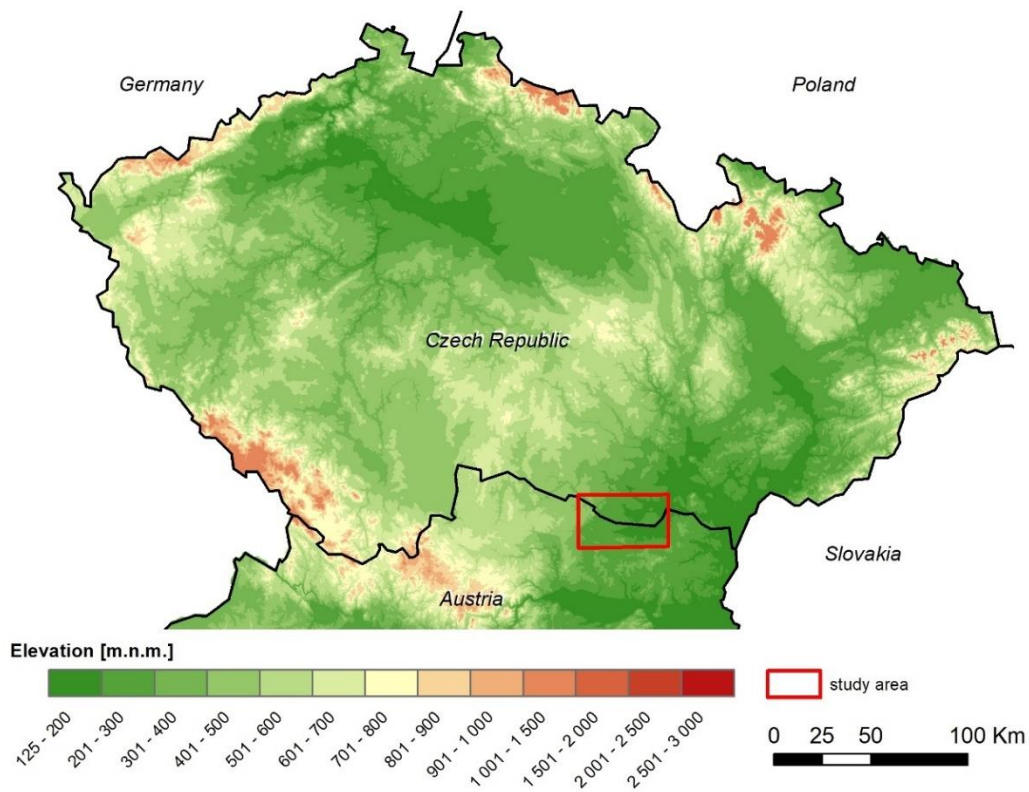 Germany
Poland
Czech Republic
Slovakia
Austria
Elevation [m.n.m.]
125 - 200
201 - 300
301 - 400
401 - 500
501 - 600
601 - 700
701 - 800
801 - 900
901 - 1 000
1 001 - 1 500
1 501 - 2 000
2 001 - 2 500
2 501 - 3 000
study area
0 25 50 100 Km